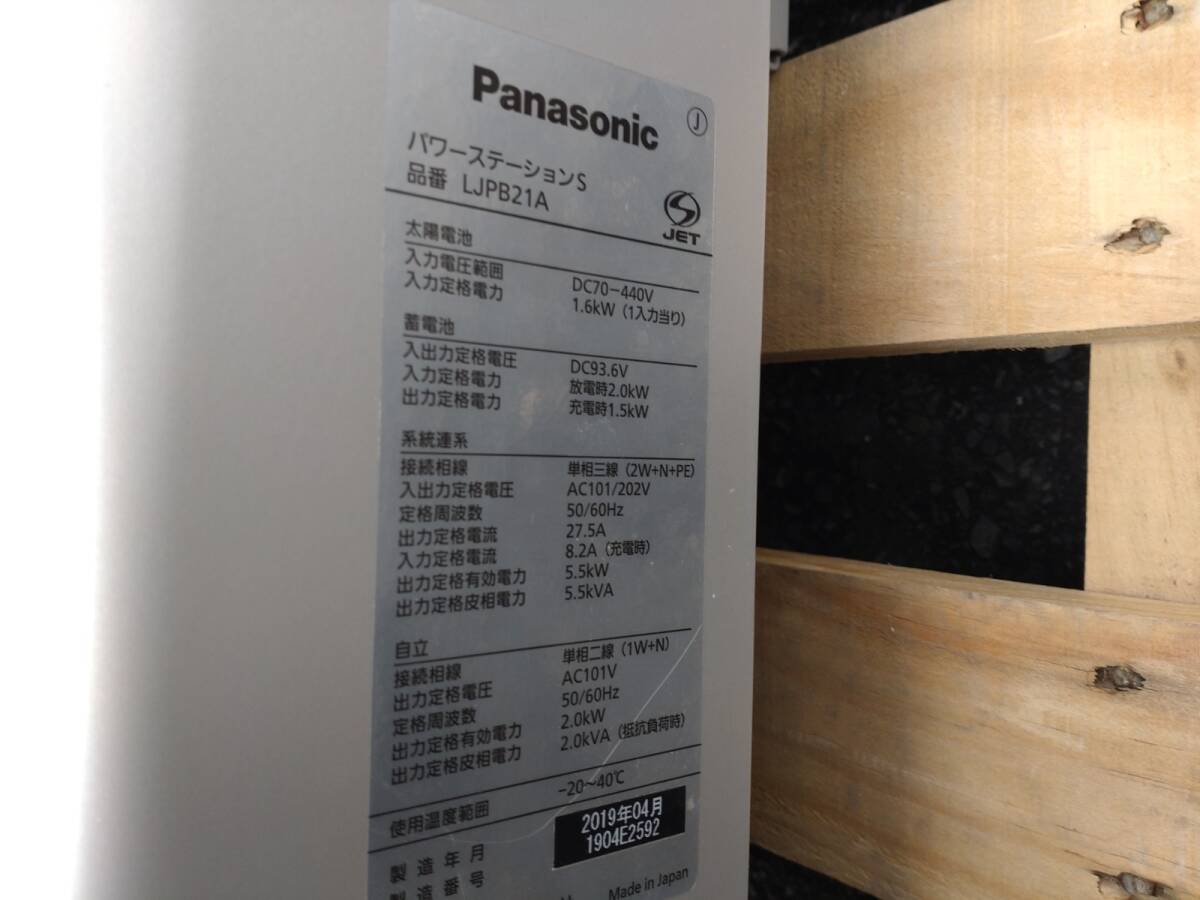 Panasonic
J
パワーステーションS
品番 LJPB21A
JET
太陽電池
入力電圧範囲 DC70-440V
入力定格電力 1.6kW（1入力当り）
蓄電池
入出力定格電圧 DC93.6V
入力定格電力 放電時2.0kW
出力定格電力 充電時1.5kW
系統連系
接続相線 単相三線（2W+N+PE）
入出力定格電圧 AC101/202V
定格周波数 50/60Hz
出力定格電流 27.5A
入力定格電流 8.2A（充電時）
出力定格有効電力 5.5kW
出力定格皮相電力 5.5kVA
自立
接続相線 単相二線（1W+N）
出力定格電圧 AC101V
定格周波数 50/60Hz
出力定格有効電力 2.0kW
出力定格皮相電力 2.0kVA（抵抗負荷時）
使用温度範囲 -20～40℃
製造年月 2019年04月
製造番号 1904E2592
Made in Japan